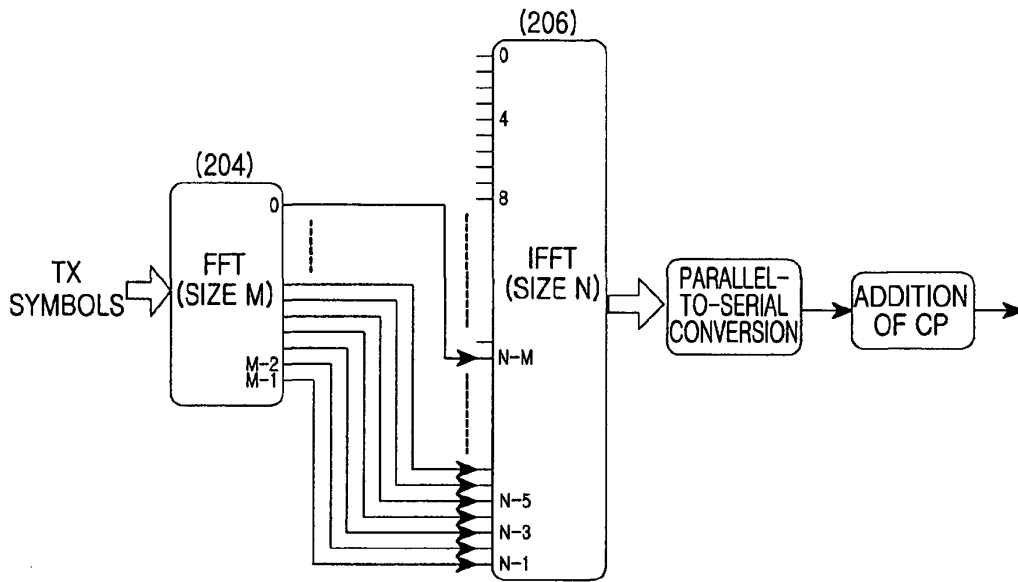 (206)
0
4
8
(204)
0
TX
SYMBOLS
FFT
(SIZE M)
M-2
M-1
IFFT
(SIZE N)
N-M
N-5
N-3
N-1
PARALLEL-
TO-SERIAL
CONVERSION
ADDITION
OF CP